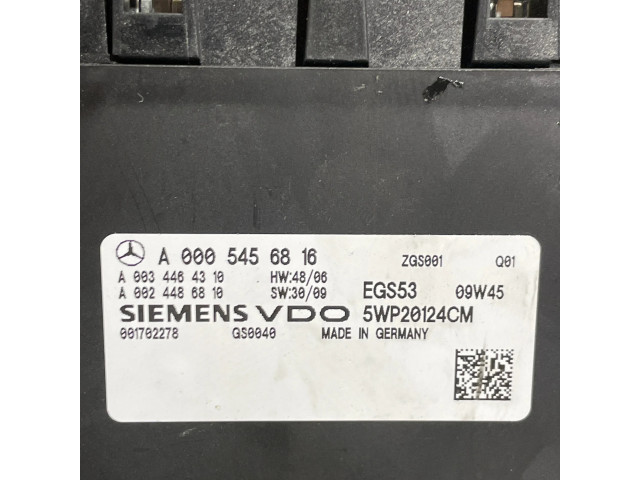 A 000 545 68 16 ZGS001 Q01
A 003 446 43 10 HW:48/06
A 002 448 68 10 SW:30/09 EGS53 09W45
SIEMENS VDO 5WP20124CM
001702278 GS0040 MADE IN GERMANY